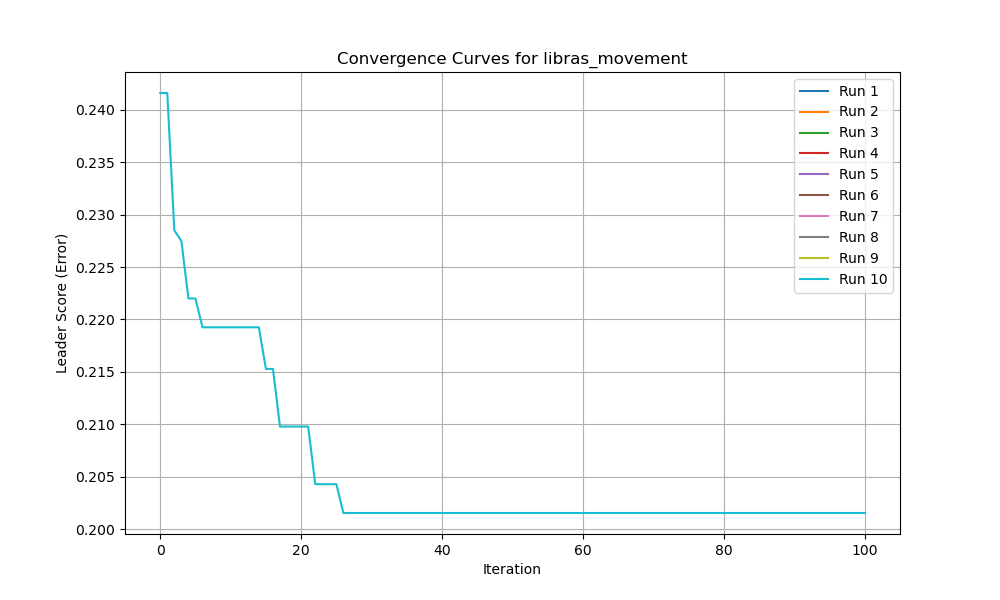 Convergence Curves for libras_movement
Leader Score (Error)
0.240
0.235
0.230
0.225
0.220
0.215
0.210
0.205
0.200
Run 1
Run 2
Run 3
Run 4
Run 5
Run 6
Run 7
Run 8
Run 9
Run 10
0 20 40 60 80 100
Iteration